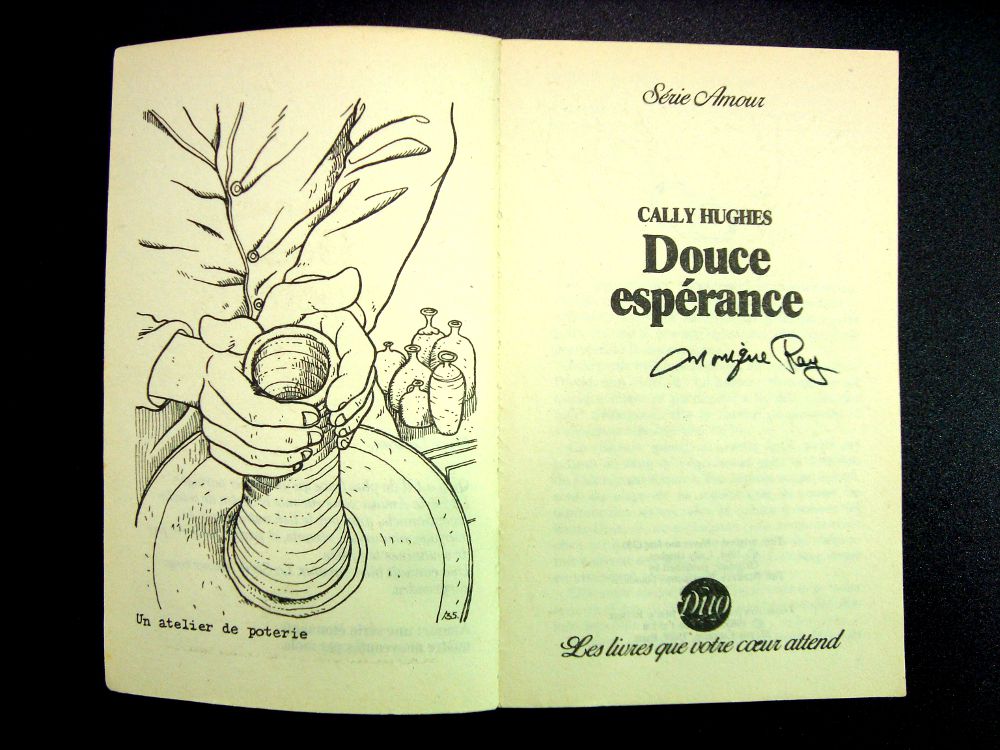 Un atelier de poterie
/85.
Série Amour
CALLY HUGHES
Douce
espérance
Monique Ray
DUO
Les livres que votre cœur attend